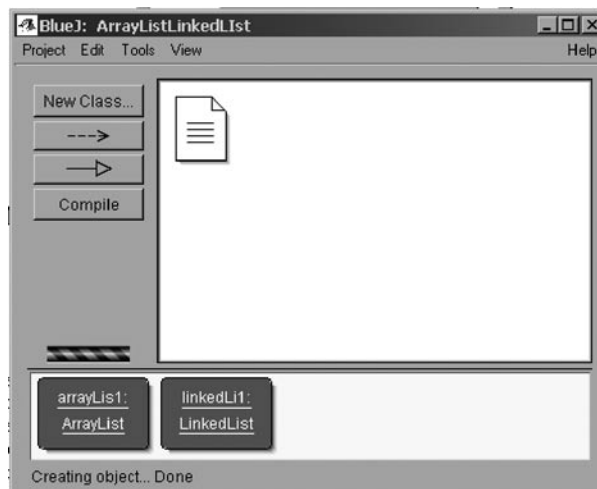 BlueJ: ArrayListLinkedLIst
Project Edit Tools View Help
New Class...
Compile
arrayLis1:
ArrayList
linkedLi1:
LinkedList
Creating object... Done